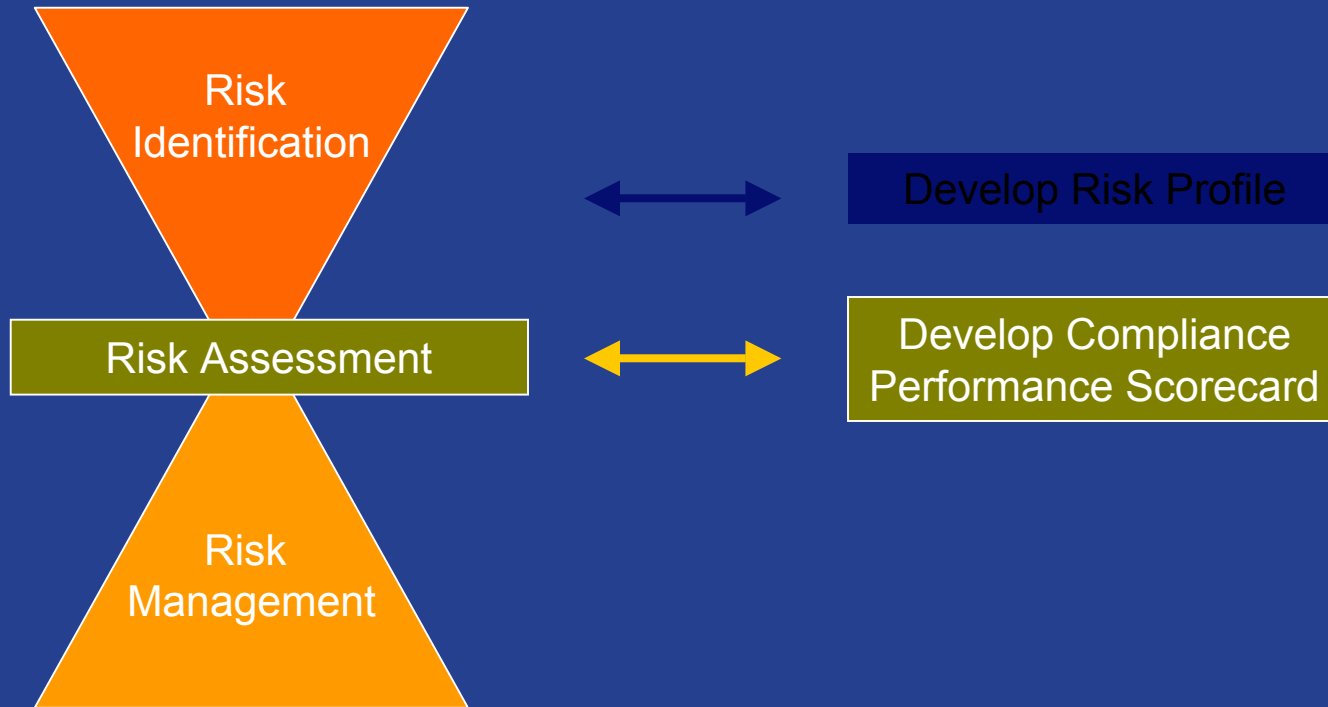 Risk
Identification
Develop Risk Profile
Risk Assessment
Develop Compliance
Performance Scorecard
Risk
Management